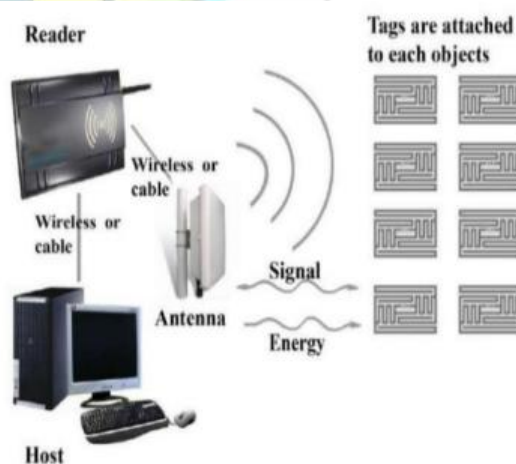 Reader
Tags are attached
to each objects
Wireless or
cable
Wireless or
cable
Signal
Antenna
Energy
Host